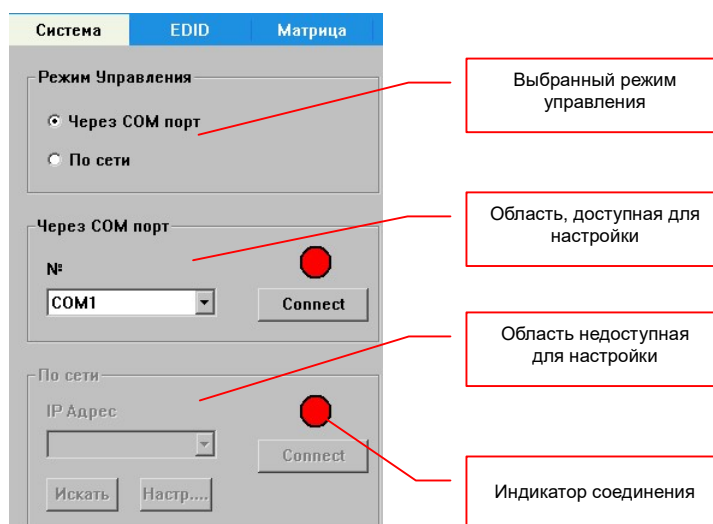 Система EDID Матрица
Режим Управления
Через COM порт
По сети
Через COM порт
№
COM1
Connect
По сети
IP Адрес
Connect
Искать Настр....
Выбранный режим
управления
Область, доступная для
настройки
Область недоступная
для настройки
Индикатор соединения